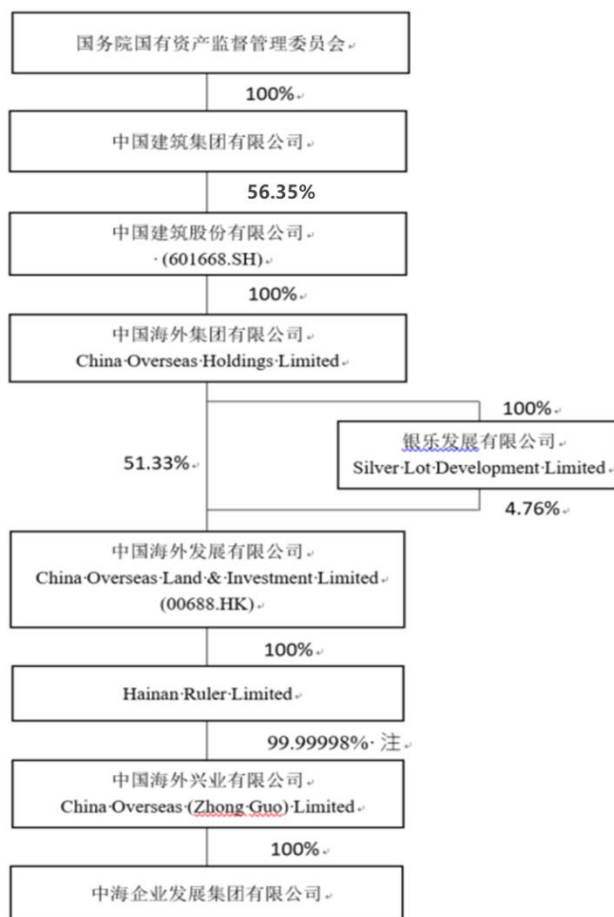 国务院国有资产监督管理委员会
100%
中国建筑集团有限公司
56.35%
中国建筑股份有限公司
(601668.SH)
100%
中国海外集团有限公司
China Overseas Holdings Limited
100%
银乐发展有限公司
Silver Lot Development Limited
51.33%
4.76%
中国海外发展有限公司
China Overseas Land & Investment Limited
(00688.HK)
100%
Hainan Ruler Limited
99.99998% 注
中国海外兴业有限公司
China Overseas (Zhong Guo) Limited
100%
中海企业发展集团有限公司